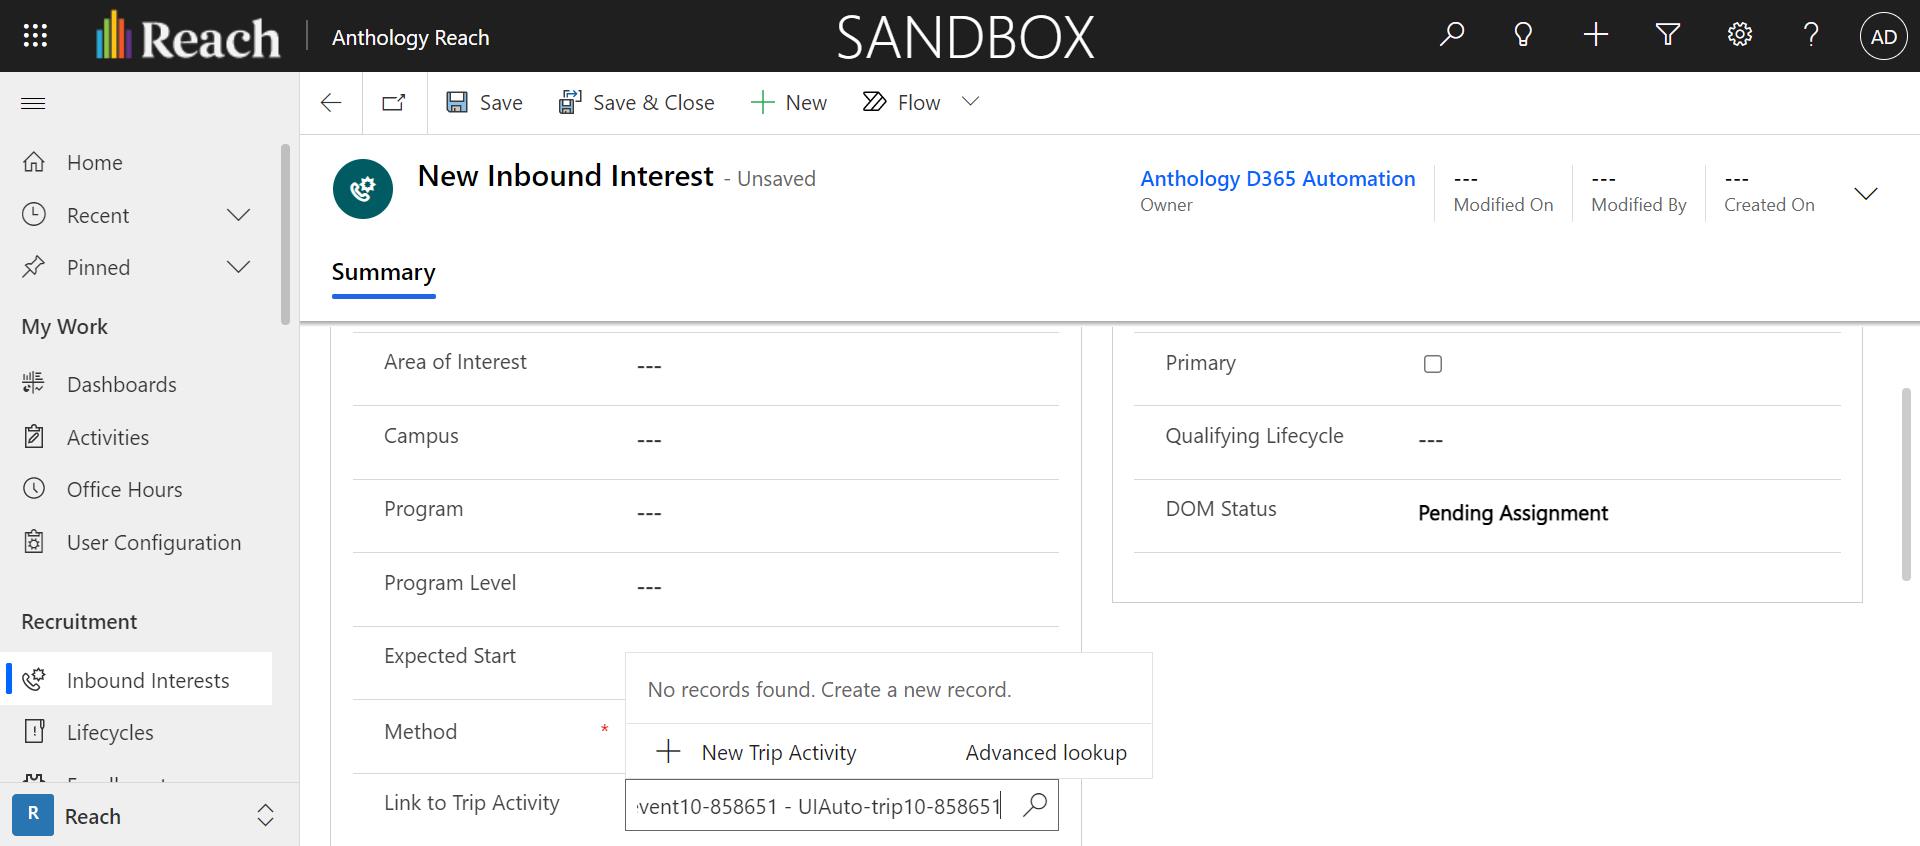 Reach
Anthology Reach
SANDBOX
AD
Save
Save & Close
New
Flow
Home
Recent
Pinned
My Work
Dashboards
Activities
Office Hours
User Configuration
Recruitment
Inbound Interests
Lifecycles
R
Reach
New Inbound Interest - Unsaved
Anthology D365 Automation
Owner
---
Modified On
---
Modified By
---
Created On
Summary
Area of Interest
---
Campus
---
Program
---
Program Level
---
Expected Start
Method *
No records found. Create a new record.
New Trip Activity
Advanced lookup
Link to Trip Activity
vent10-858651 - UIAuto-trip10-858651
Primary
Qualifying Lifecycle
---
DOM Status
Pending Assignment